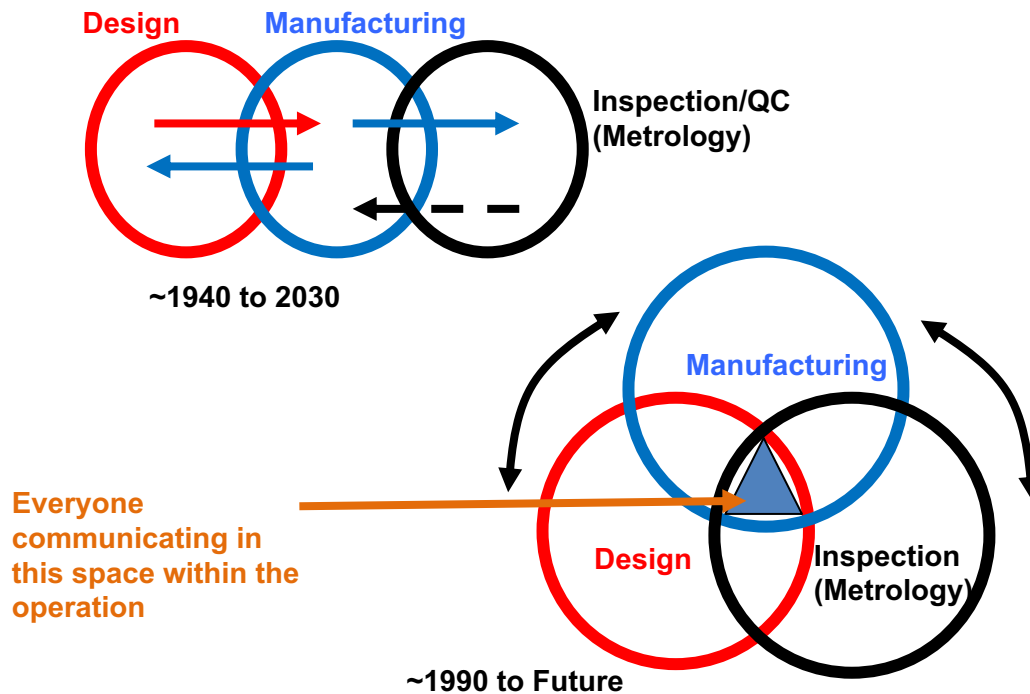 Design
Manufacturing
Inspection/QC
(Metrology)
~1940 to 2030
Manufacturing
Everyone
communicating in
this space within the
operation
Design
Inspection
(Metrology)
~1990 to Future